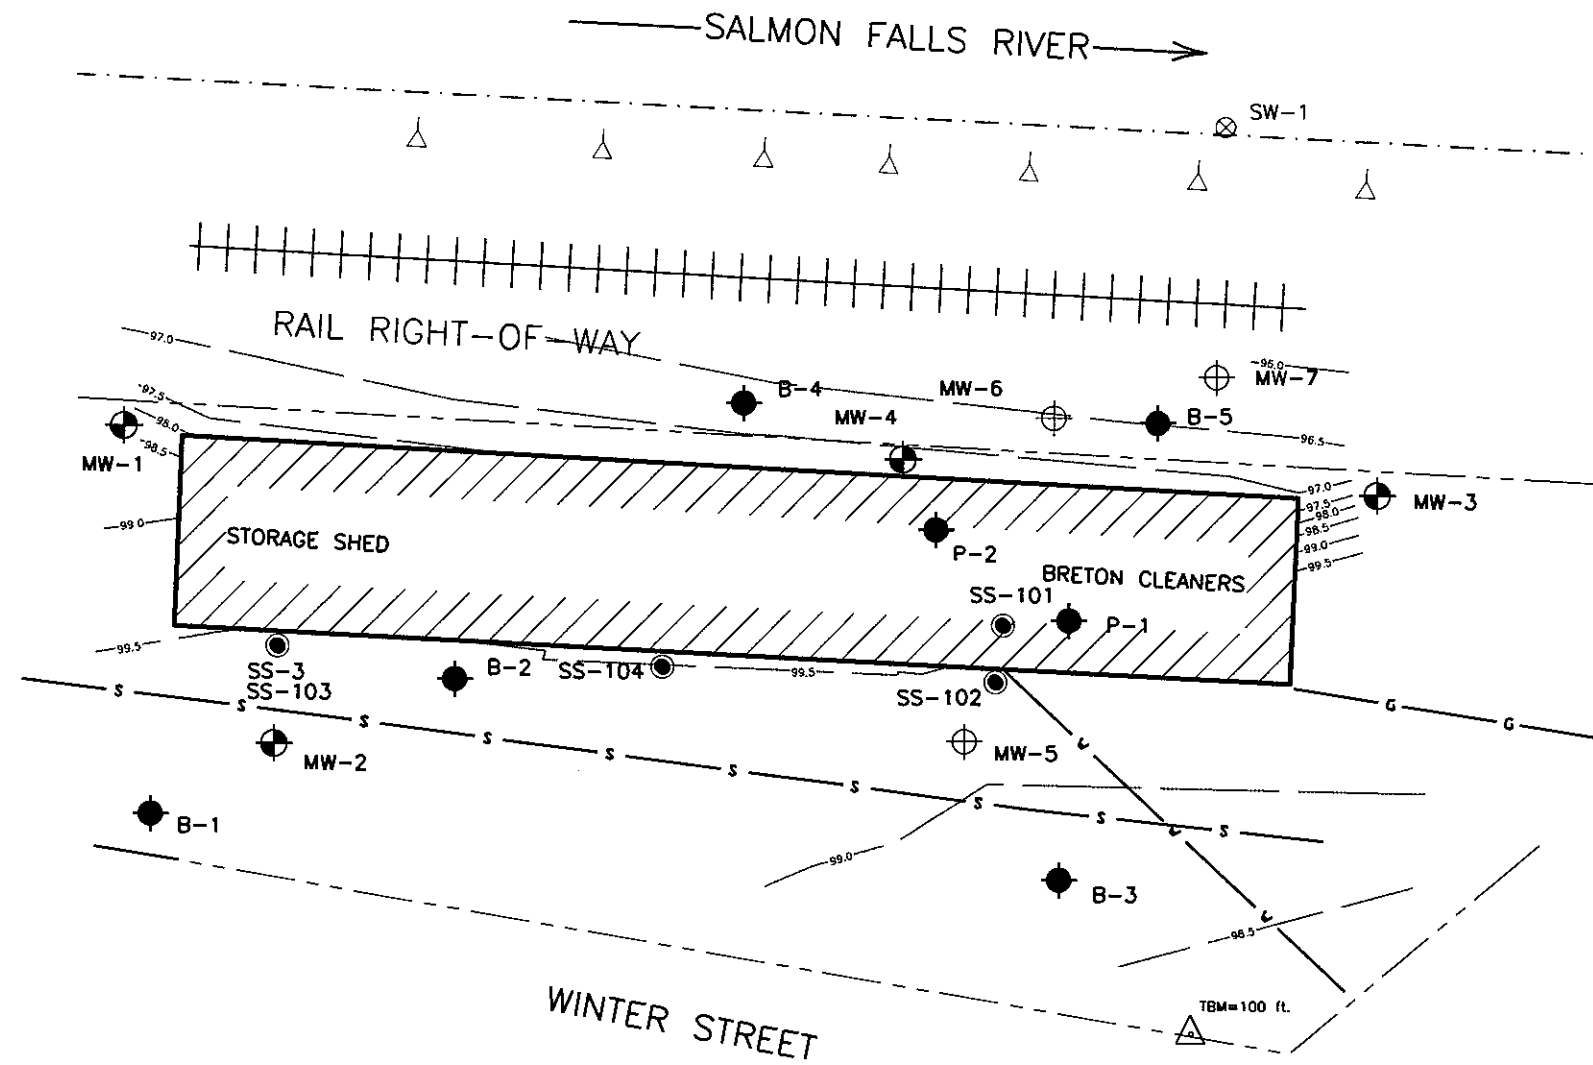 SALMON FALLS RIVER
SW-1
RAIL RIGHT-OF-WAY
97.0
96.0
MW-7
B-4
MW-6
MW-4
B-5
97.5
98.0
98.5
96.5
MW-1
97.0
97.5
98.0
98.5
99.0
99.5
MW-3
99.0
STORAGE SHED
P-2
BRETON CLEANERS
SS-101
P-1
99.5
SS-3
SS-103
B-2
SS-104
99.5
SS-102
S S S S S S S S S S
G G
MW-2
MW-5
B-1
99.0
B-3
98.5
TBM=100 ft.
WINTER STREET